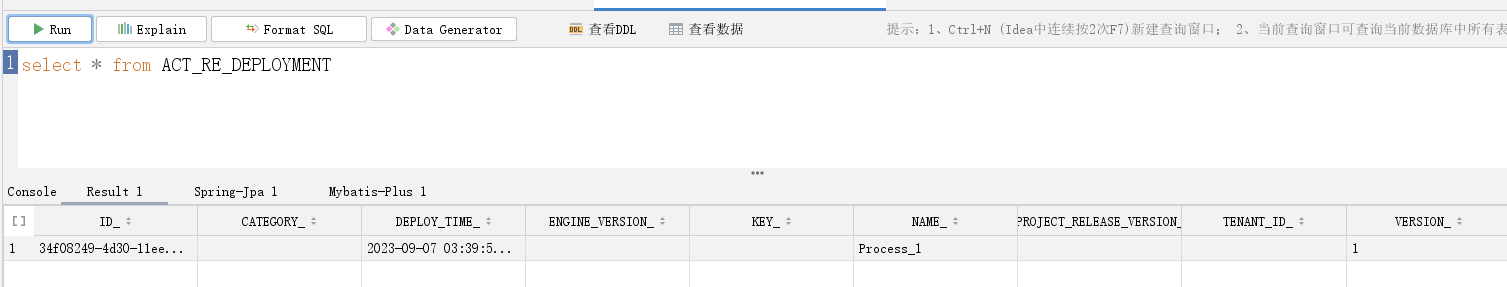 Run Explain Format SQL Data Generator DDL 查看DDL 查看数据 提示：1、Ctrl+N (Idea中连续按2次F7)新建查询窗口； 2、当前查询窗口可查询当前数据库中所有表
1 select * from ACT_RE_DEPLOYMENT
Console Result 1 Spring-Jpa 1 Mybatis-Plus 1
[] ID_ CATEGORY_ DEPLOY_TIME_ ENGINE_VERSION_ KEY_ NAME_ PROJECT_RELEASE_VERSION_ TENANT_ID_ VERSION_
1 34f08249-4d30-11ee... 2023-09-07 03:39:5... Process_1 1